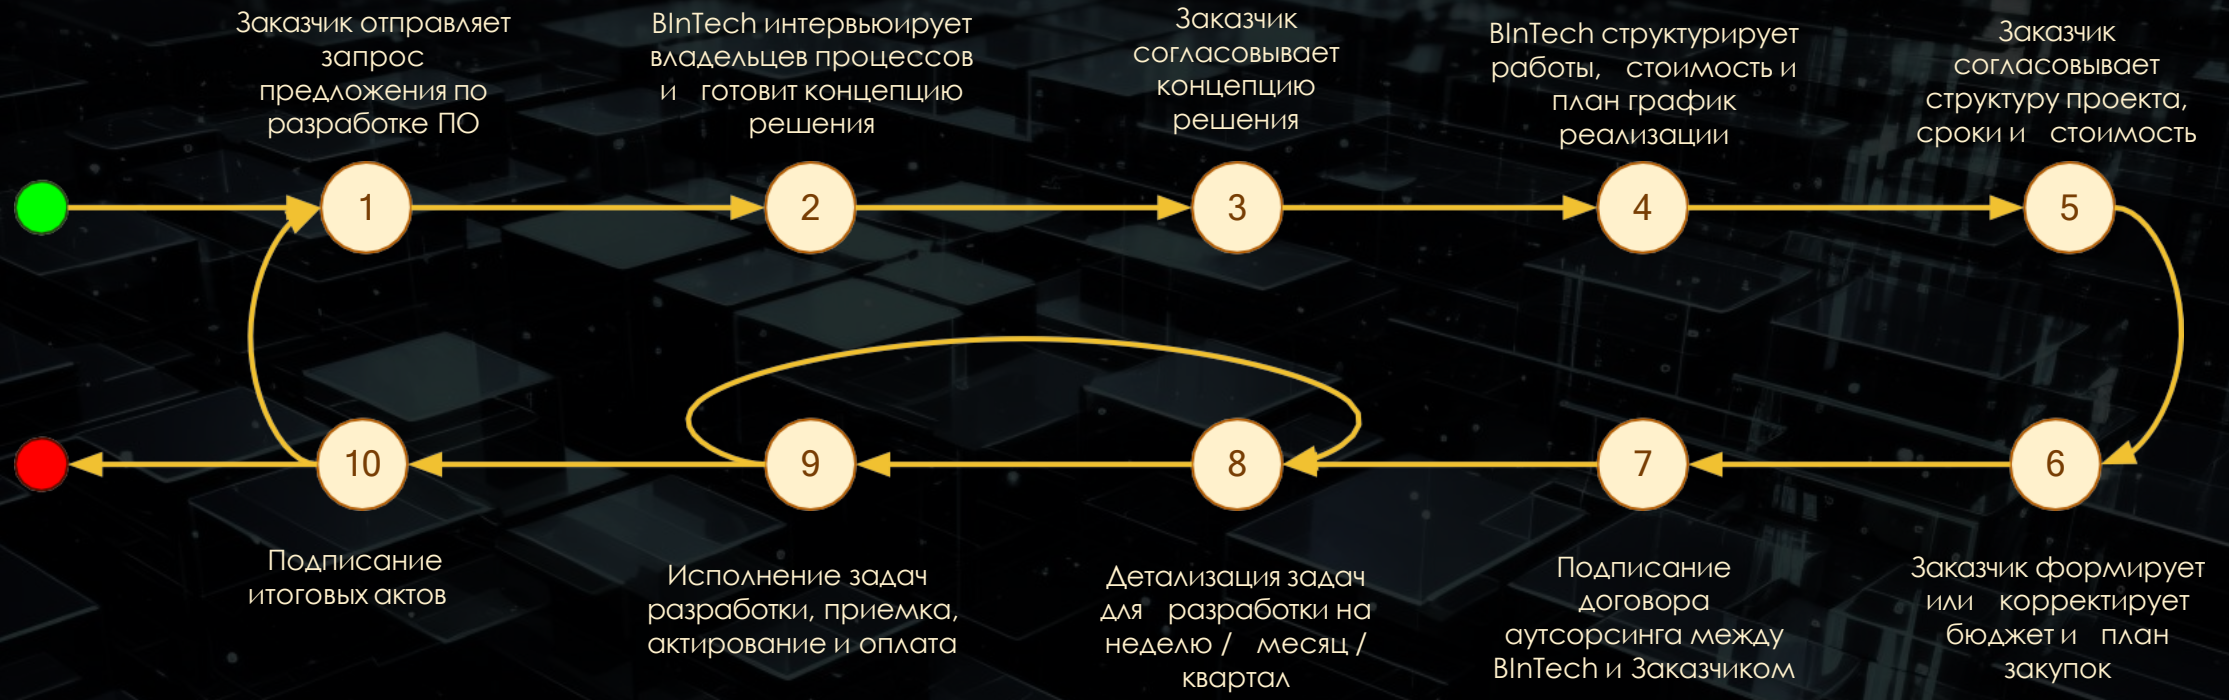 Заказчик отправляет
запрос
предложения по
разработке ПО
BInTech интервьюирует
владельцев процессов
и готовит концепцию
решения
Заказчик
согласовывает
концепцию
решения
BInTech структурирует
работы, стоимость и
план график
реализации
Заказчик
согласовывает
структуру проекта,
сроки и стоимость
1
2
3
4
5
10
9
8
7
6
Подписание
итоговых актов
Исполнение задач
разработки, приемка,
актирование и оплата
Детализация задач
для разработки на
неделю / месяц /
квартал
Подписание
договора
аутсорсинга между
BInTech и Заказчиком
Заказчик формирует
или корректирует
бюджет и план
закупок